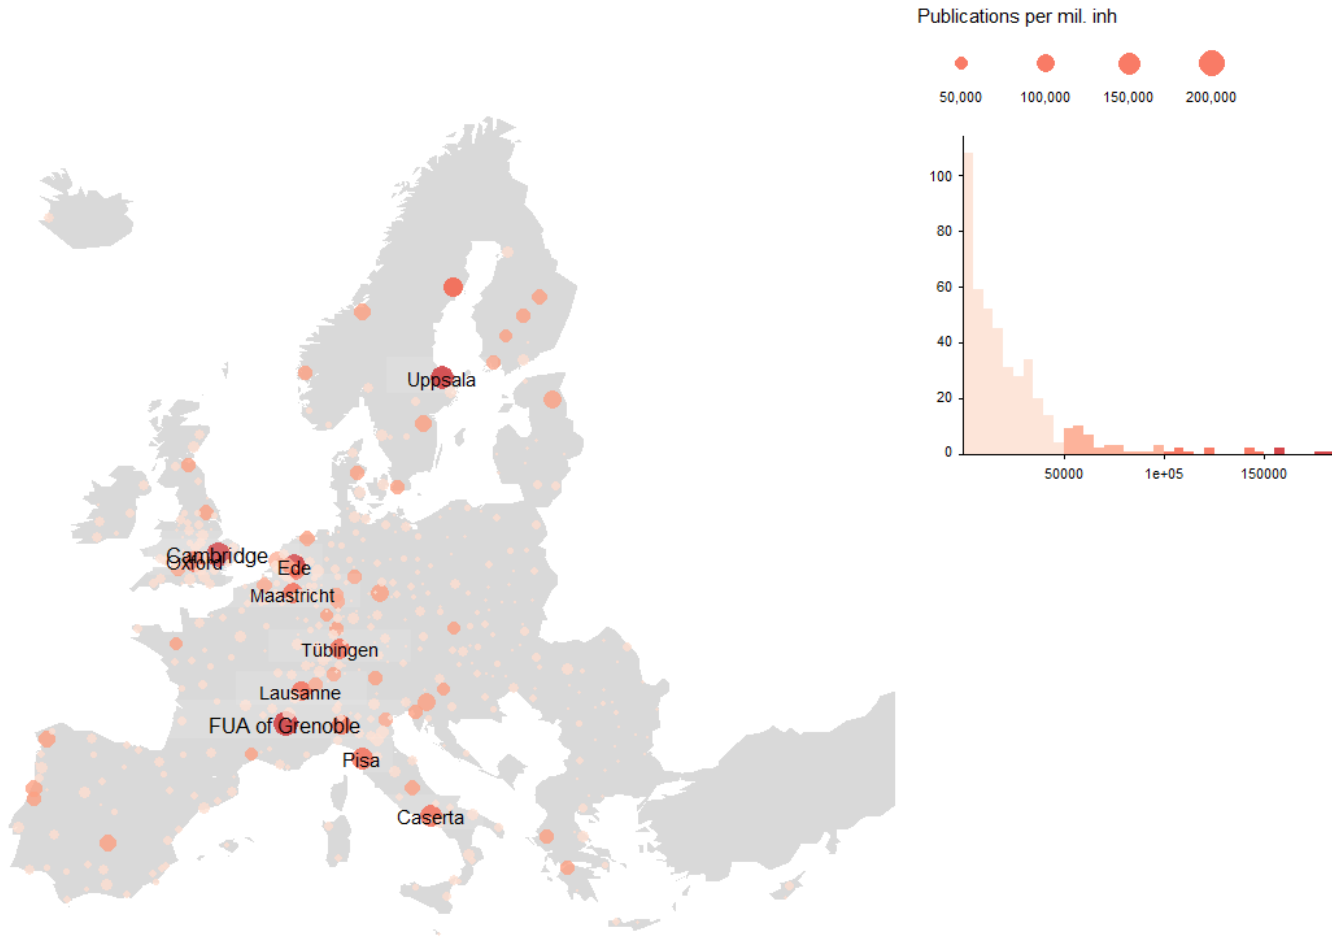 Publications per mil. inh
50,000 100,000 150,000 200,000
100
80
60
40
20
0
50000 1e+05 150000
Uppsala
Cambridge
Oxford
Ede
Maastricht
Tübingen
Lausanne
FUA of Grenoble
Pisa
Caserta